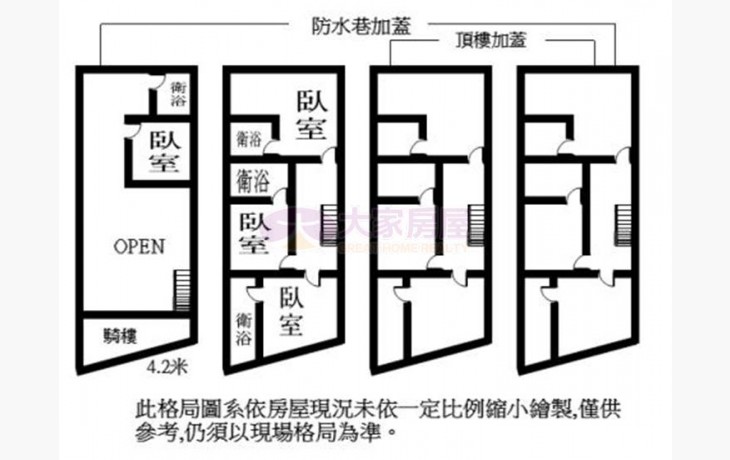 防水巷加蓋
頂樓加蓋
衛浴
臥室
OPEN
騎樓
4.2米
臥室
衛浴
衛浴
臥室
臥室
衛浴
大家房屋
GREAT HOME REALTY
此格局圖系依房屋現況未依一定比例縮小繪製,僅供
參考,仍須以現場格局為準。